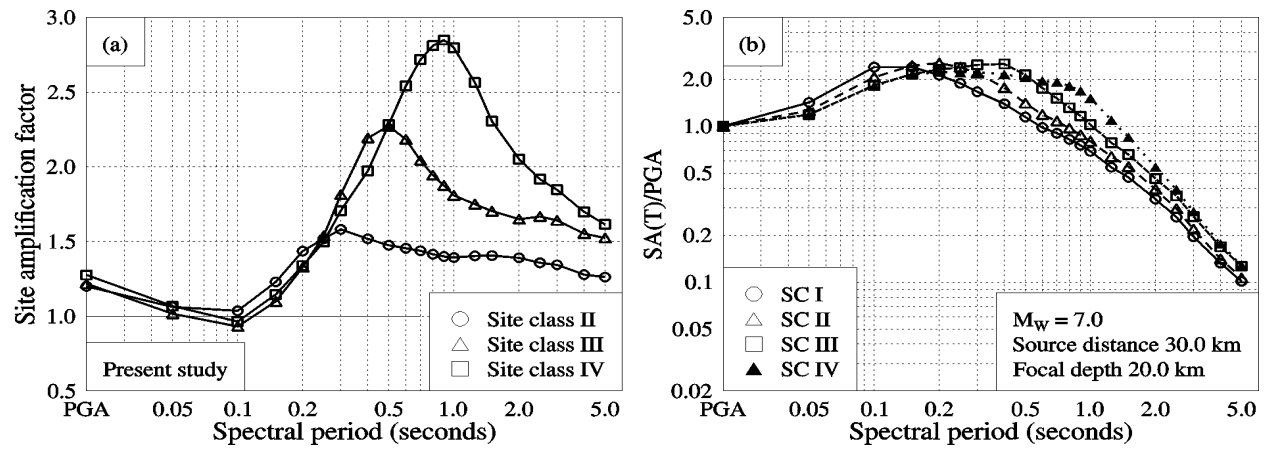 (a)
Site amplification factor
3.0
2.5
2.0
1.5
1.0
0.5
Present study
Site class II
Site class III
Site class IV
PGA 0.05 0.1 0.2 0.5 1.0 2.0 5.0
Spectral period (seconds)
(b)
SA(T)/PGA
5.0
2.0
1.0
0.5
0.2
0.1
0.05
0.02
SC I
SC II
SC III
SC IV
MW = 7.0
Source distance 30.0 km
Focal depth 20.0 km
PGA 0.05 0.1 0.2 0.5 1.0 2.0 5.0
Spectral period (seconds)